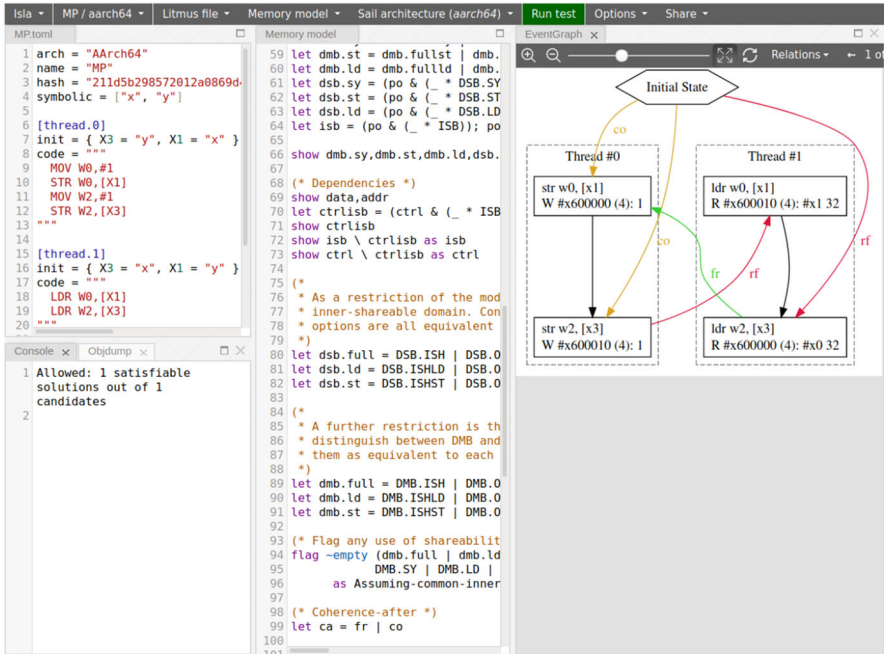 Isla MP / aarch64 Litmus file Memory model Sail architecture (aarch64) Run test Options Share
MP.toml
1 arch = "AArch64"
2 name = "MP"
3 hash = "211d5b298572012a0869d
4 symbolic = ["x", "y"]
5
6 [thread.0]
7 init = { X3 = "y", X1 = "x" }
8 code = """
9 MOV W0,#1
10 STR W0,[X1]
11 MOV W2,#1
12 STR W2,[X3]
13 """
14
15 [thread.1]
16 init = { X3 = "x", X1 = "y" }
17 code = """
18 LDR W0,[X1]
19 LDR W2,[X3]
20 """
Console Objdump
1 Allowed: 1 satisfiable
solutions out of 1
candidates
2
Memory model
59 let dmb.st = dmb.fullst | dmb.
60 let dmb.ld = dmb.fullld | dmb.
61 let dsb.sy = (po & (_ * DSB.SY
62 let dsb.st = (po & (_ * DSB.ST
63 let dsb.ld = (po & (_ * DSB.LD
64 let isb = (po & (_ * ISB)); po
65
66 show dmb.sy,dmb.st,dmb.ld,dsb.
67
68 (* Dependencies *)
69 show data,addr
70 let ctrlisb = (ctrl & (_ * ISB
71 show ctrlisb
72 show isb \ ctrlisb as isb
73 show ctrl \ ctrlisb as ctrl
74
75 (*
76 * As a restriction of the mod
77 * inner-shareable domain. Con
78 * options are all equivalent
79 *)
80 let dsb.full = DSB.ISH | DSB.O
81 let dsb.ld = DSB.ISHLD | DSB.O
82 let dsb.st = DSB.ISHST | DSB.O
83
84 (*
85 * A further restriction is th
86 * distinguish between DMB and
87 * them as equivalent to each
88 *)
89 let dmb.full = DMB.ISH | DMB.O
90 let dmb.ld = DMB.ISHLD | DMB.O
91 let dmb.st = DMB.ISHST | DMB.O
92
93 (* Flag any use of shareabilit
94 flag ~empty (dmb.full | dmb.ld
95 DMB.SY | DMB.LD |
96 as Assuming-common-inner
97
98 (* Coherence-after *)
99 let ca = fr | co
100
101
EventGraph
Relations 1 of
Initial State
co
Thread #0 Thread #1
str w0, [x1]
W #x600000 (4): 1
ldr w0, [x1]
R #x600010 (4): #x1 32
co
rf
fr
rf
str w2, [x3]
W #x600010 (4): 1
ldr w2, [x3]
R #x600000 (4): #x0 32